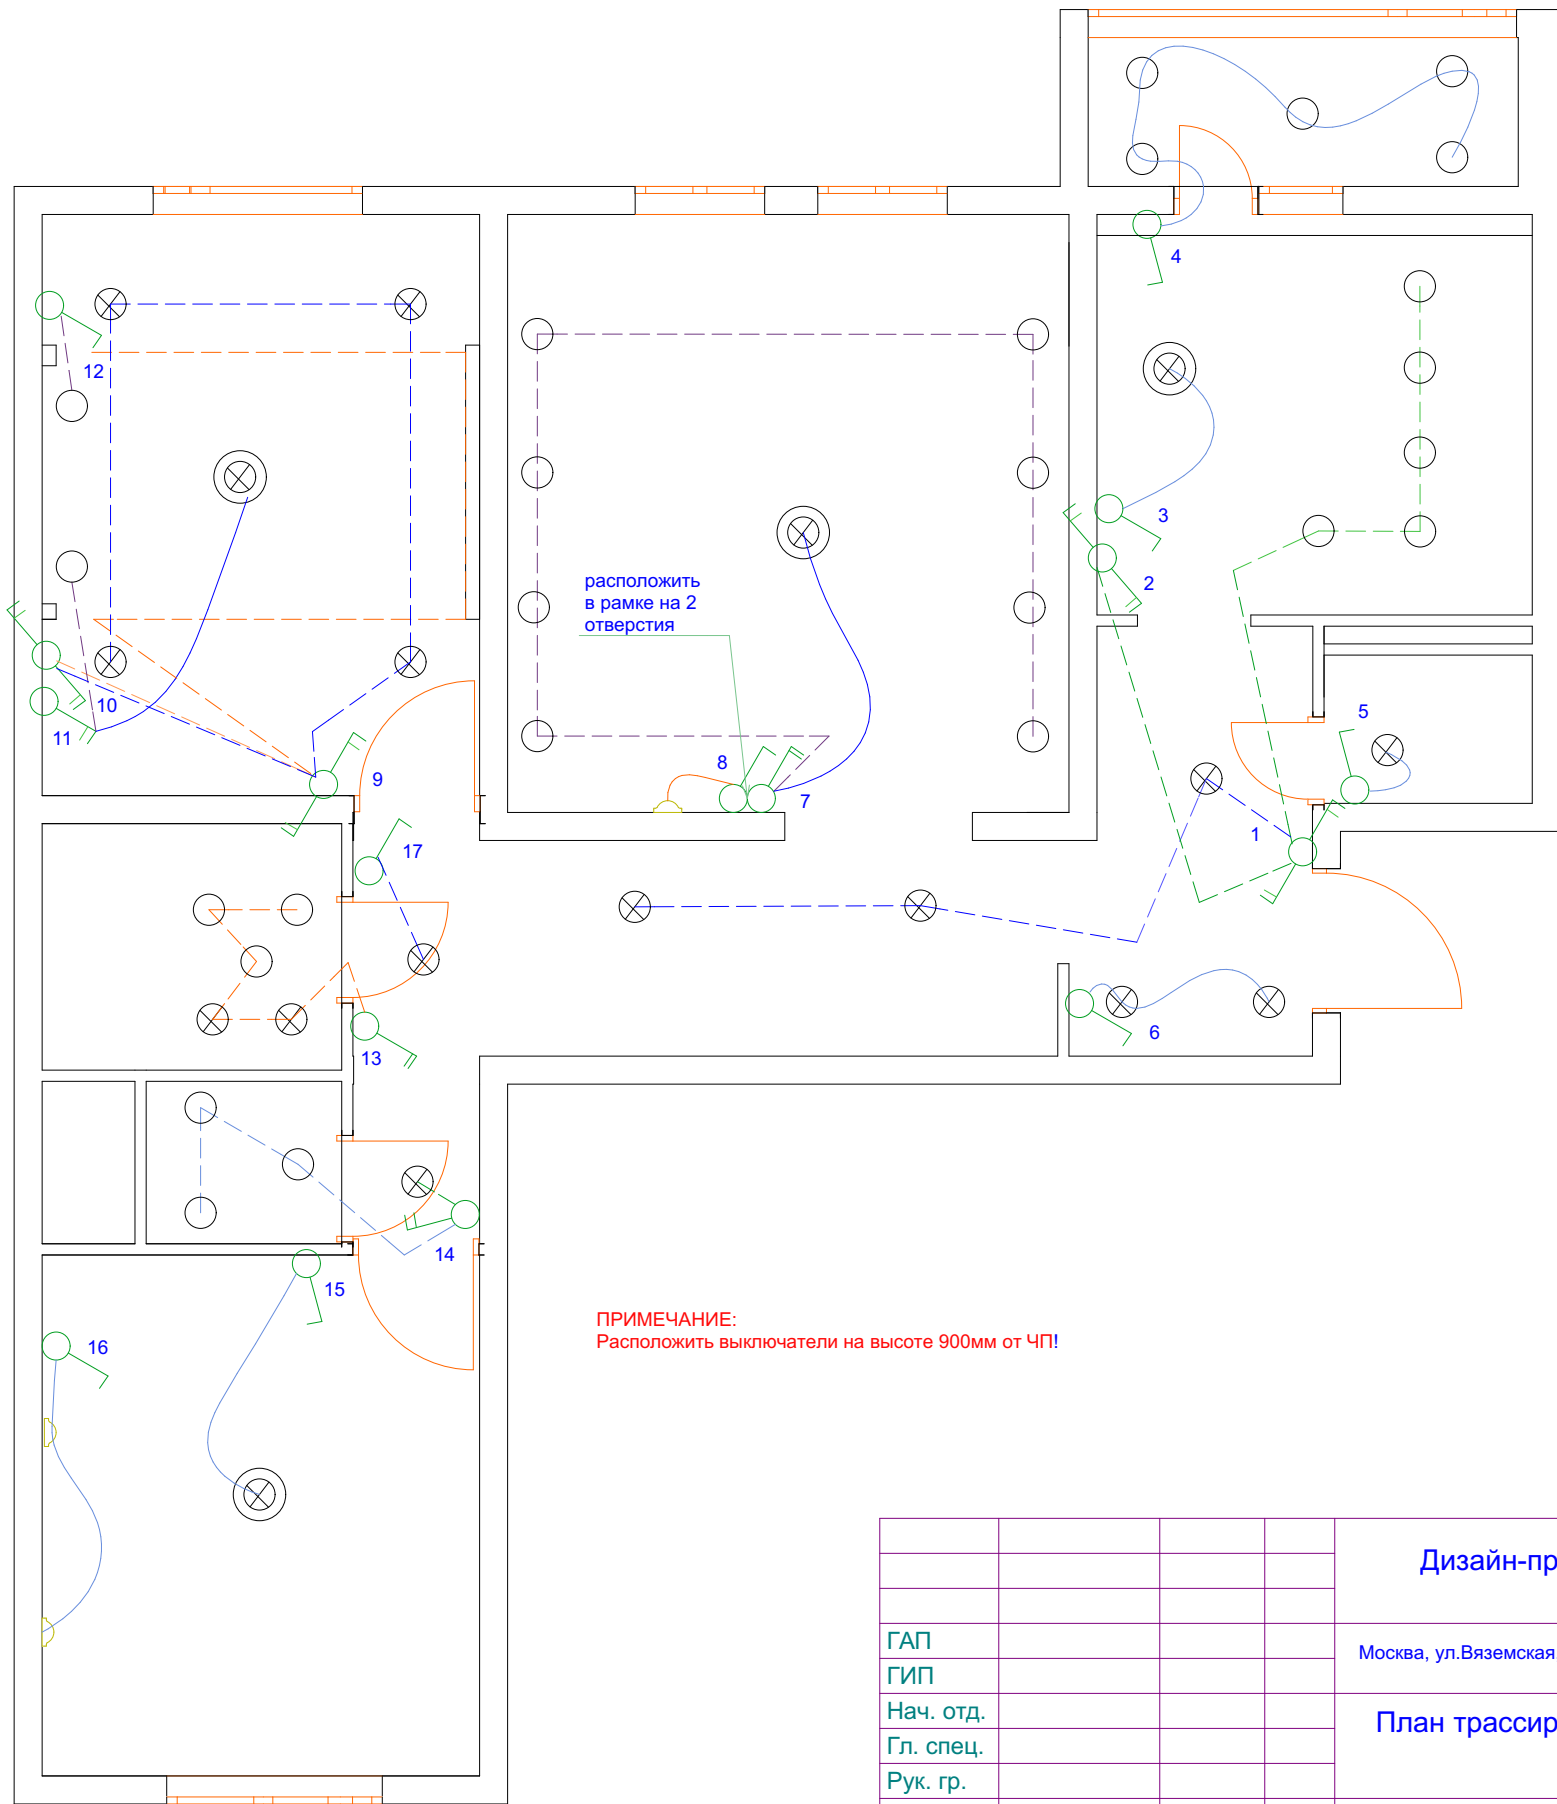 4
12
3
2
расположить
в рамке на 2
отверстия
10
11
5
8
9
7
1
17
6
13
14
15
16
ПРИМЕЧАНИЕ:
Расположить выключатели на высоте 900мм от ЧП!
Дизайн-пр
ГАП
Москва, ул.Вяземская
ГИП
Нач. отд.
План трассир
Гл. спец.
Рук. гр.